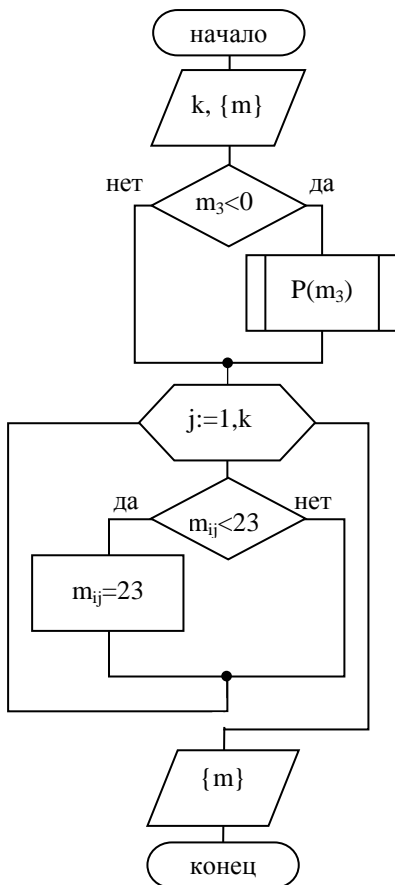 начало
k, {m}
нет
да
m₃<0
P(m₃)
j:=1,k
да
нет
mᵢⱼ<23
mᵢⱼ=23
{m}
конец